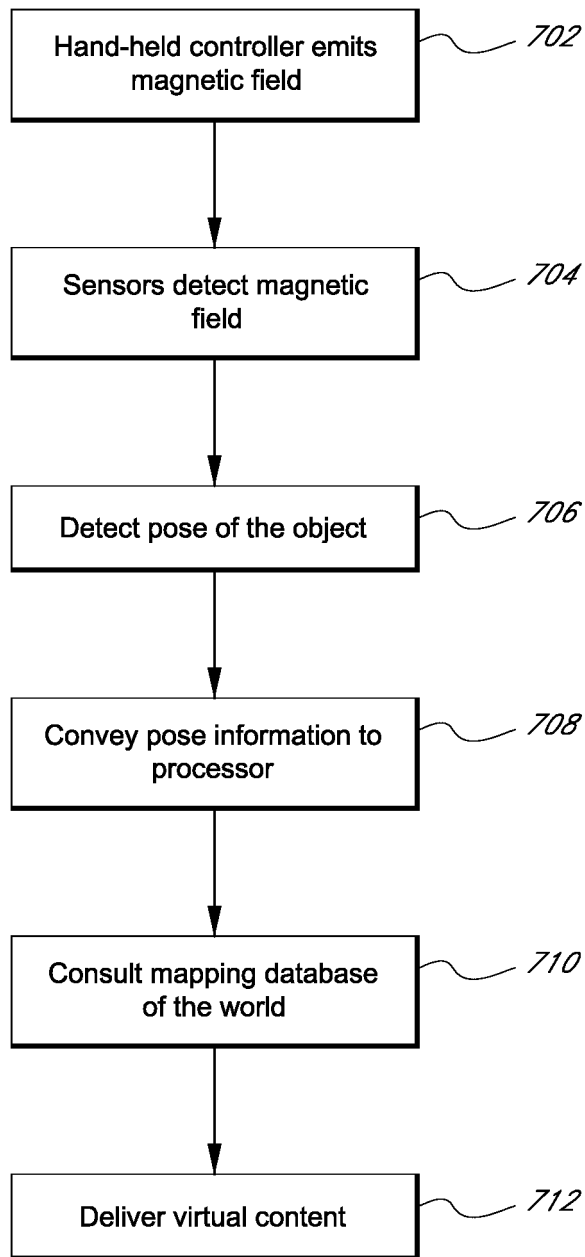 Hand-held controller emits
magnetic field
702
Sensors detect magnetic
field
704
Detect pose of the object
706
Convey pose information to
processor
708
Consult mapping database
of the world
710
Deliver virtual content
712